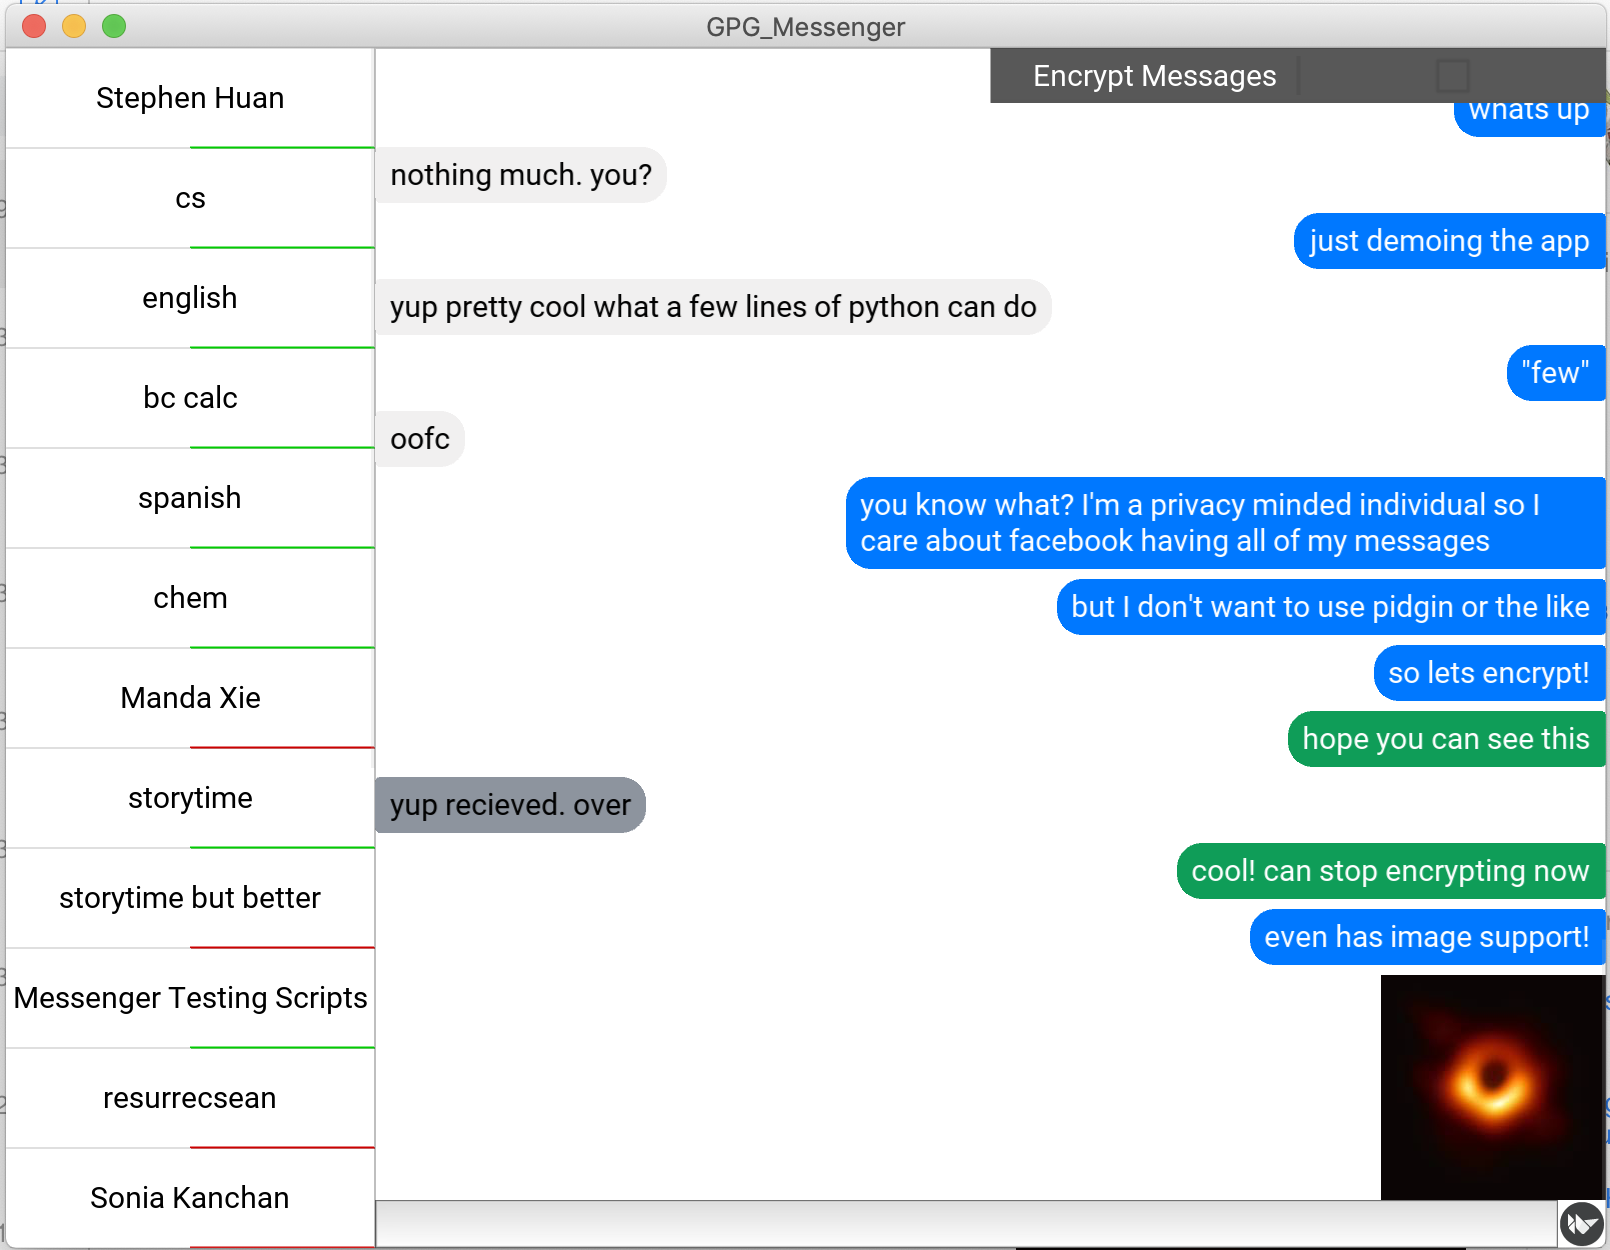 GPG_Messenger
Stephen Huan
cs
english
bc calc
spanish
chem
Manda Xie
storytime
storytime but better
Messenger Testing Scripts
resurrecsean
Sonia Kanchan
Encrypt Messages
whats up
nothing much. you?
just demoing the app
yup pretty cool what a few lines of python can do
"few"
oofc
you know what? I'm a privacy minded individual so I
care about facebook having all of my messages
but I don't want to use pidgin or the like
so lets encrypt!
hope you can see this
yup recieved. over
cool! can stop encrypting now
even has image support!